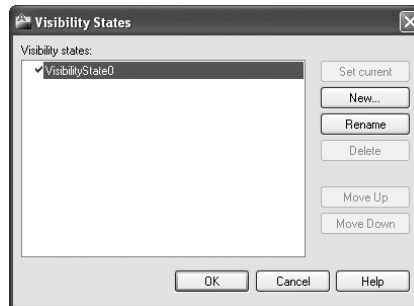 Visibility States
Visibility states:
VisibilityState0
Set current
New...
Rename
Delete
Move Up
Move Down
OK
Cancel
Help